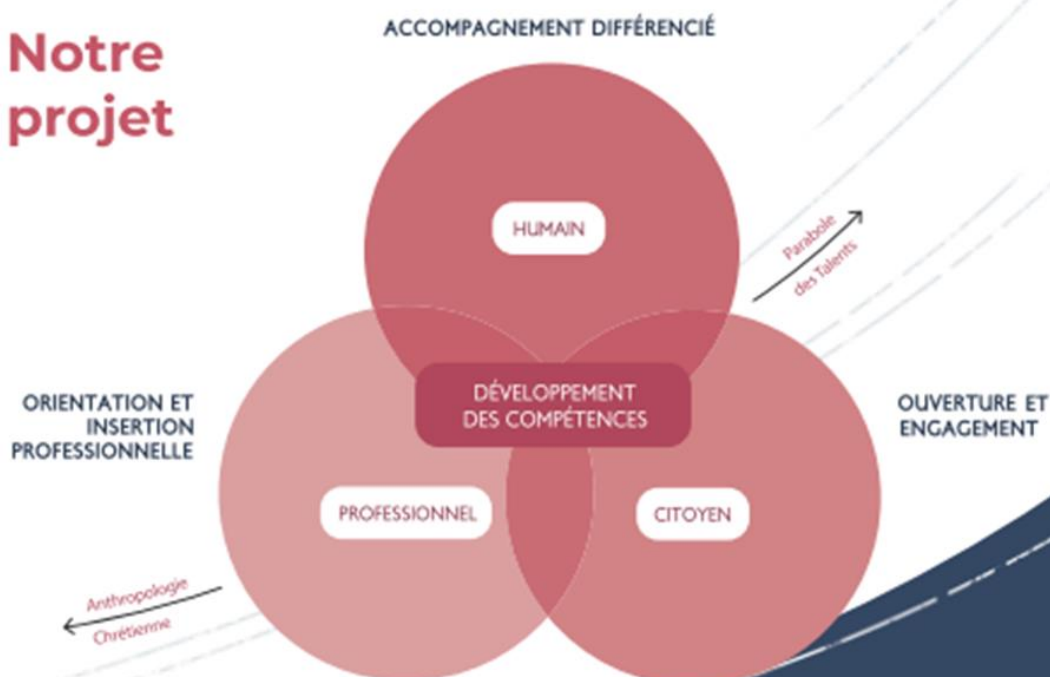 Notre
projet
ACCOMPAGNEMENT DIFFÉRENCIÉ
HUMAIN
Parabole
des Talents
DÉVELOPPEMENT
DES COMPÉTENCES
ORIENTATION ET
INSERTION
PROFESSIONNELLE
OUVERTURE ET
ENGAGEMENT
PROFESSIONNEL
CITOYEN
Anthropologie
Chrétienne